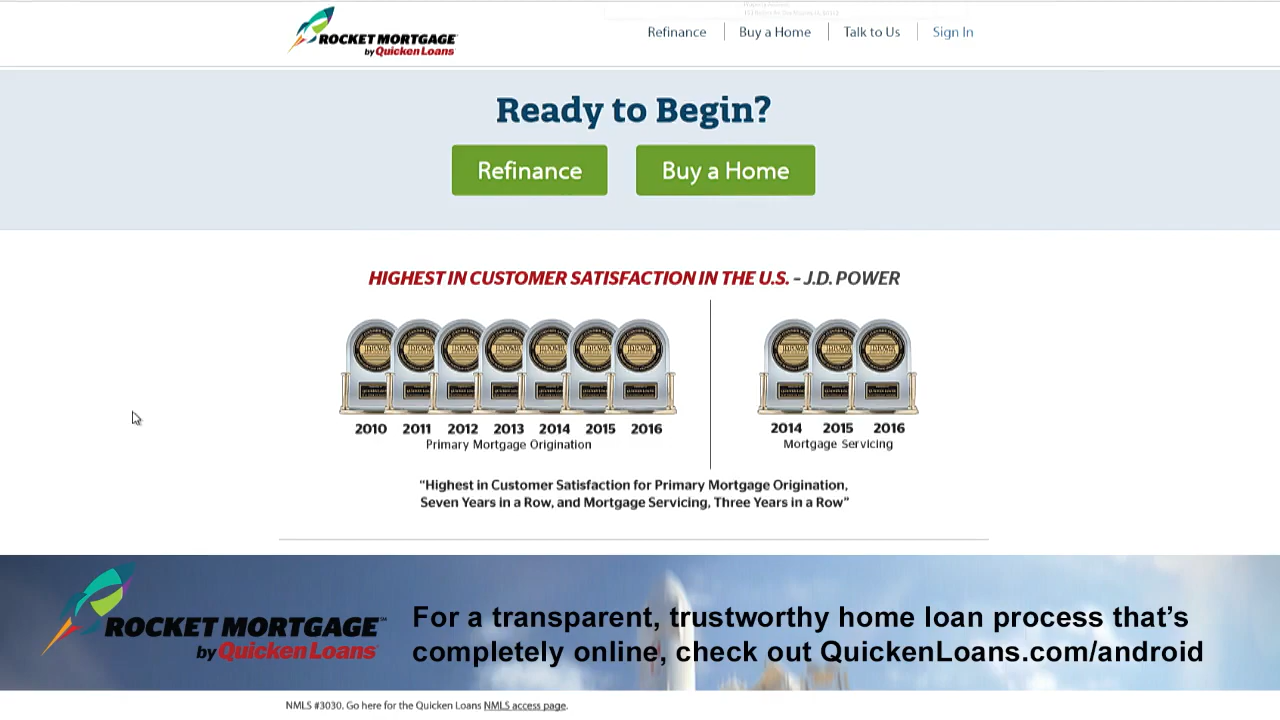 ROCKET MORTGAGE
by Quicken Loans
Refinance
Buy a Home
Talk to Us
Sign In
Ready to Begin?
Refinance
Buy a Home
HIGHEST IN CUSTOMER SATISFACTION IN THE U.S. – J.D. POWER
2010 2011 2012 2013 2014 2015 2016
Primary Mortgage Origination
2014 2015 2016
Mortgage Servicing
"Highest in Customer Satisfaction for Primary Mortgage Origination,
Seven Years in a Row, and Mortgage Servicing, Three Years in a Row"
ROCKET MORTGAGE™
by Quicken Loans
For a transparent, trustworthy home loan process that's
completely online, check out QuickenLoans.com/android
NMLS #3030. Go here for the Quicken Loans NMLS access page.